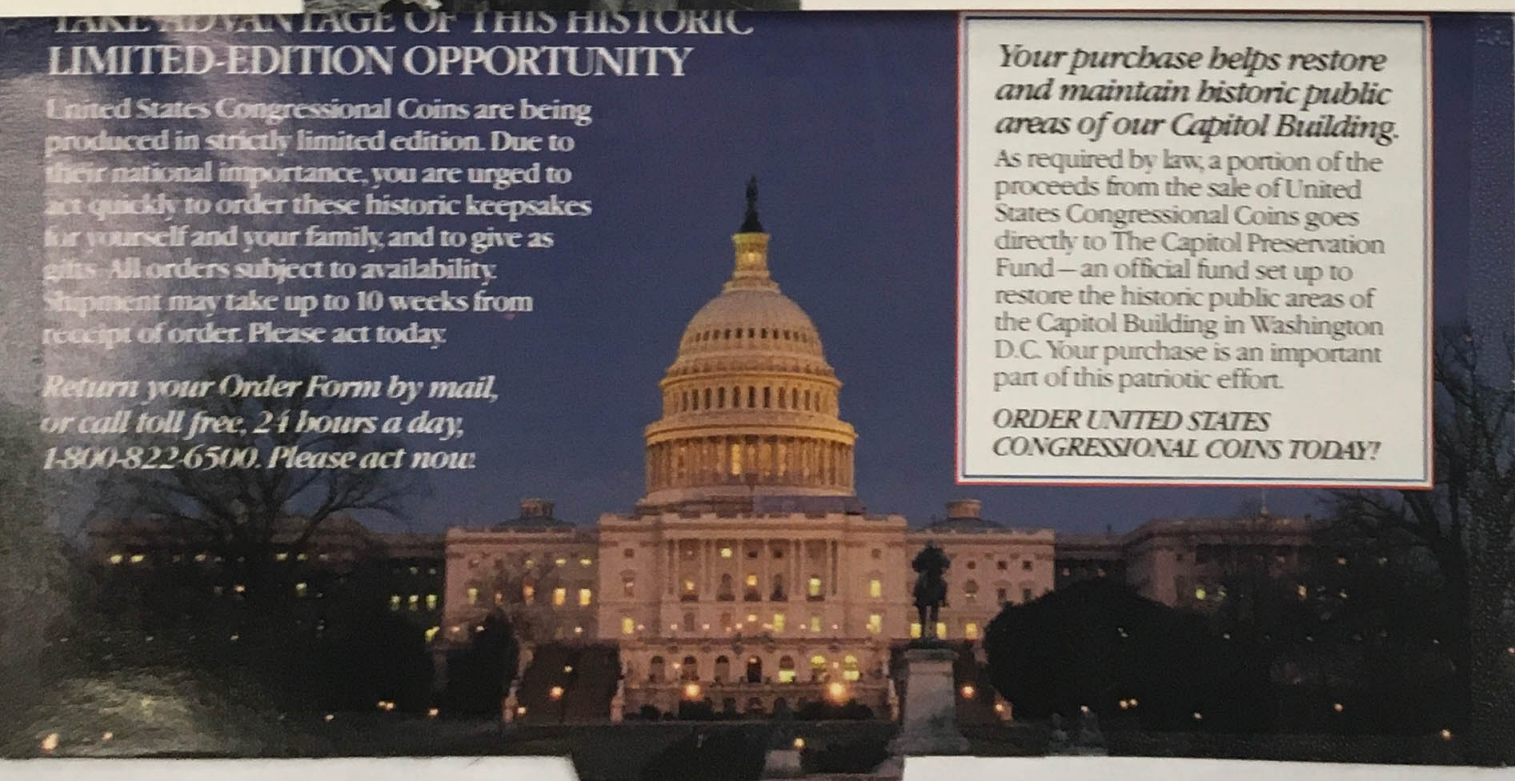 TAKE ADVANTAGE OF THIS HISTORIC
LIMITED-EDITION OPPORTUNITY
United States Congressional Coins are being
produced in strictly limited edition. Due to
their national importance, you are urged to
act quickly to order these historic keepsakes
for yourself and your family, and to give as
gifts. All orders subject to availability.
Shipment may take up to 10 weeks from
receipt of order. Please act today.
Return your Order Form by mail,
or call toll free, 24 hours a day,
1-800-822-6500. Please act now!
Your purchase helps restore
and maintain historic public
areas of our Capitol Building.
As required by law, a portion of the
proceeds from the sale of United
States Congressional Coins goes
directly to The Capitol Preservation
Fund—an official fund set up to
restore the historic public areas of
the Capitol Building in Washington
D.C. Your purchase is an important
part of this patriotic effort.
ORDER UNITED STATES
CONGRESSIONAL COINS TODAY!